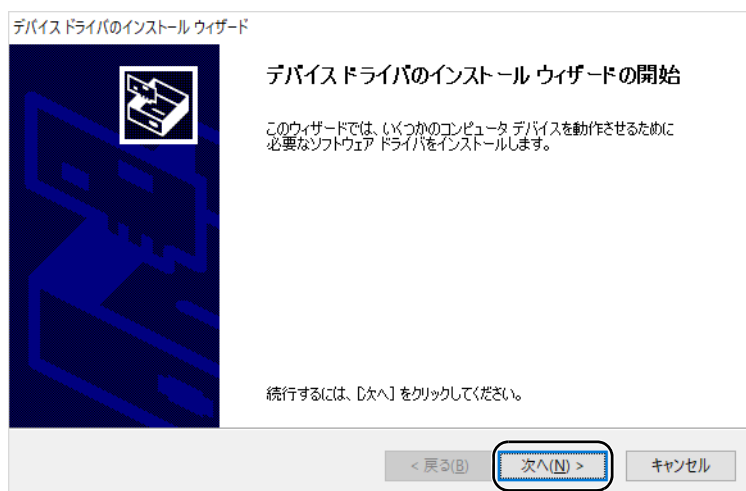 デバイス ドライバのインストール ウィザード
デバイス ドライバのインストール ウィザードの開始
このウィザードでは、いくつかのコンピュータ デバイスを動作させるために
必要なソフトウェア ドライバをインストールします。
続行するには、[次へ] をクリックしてください。
< 戻る(B) 次へ(N) > キャンセル